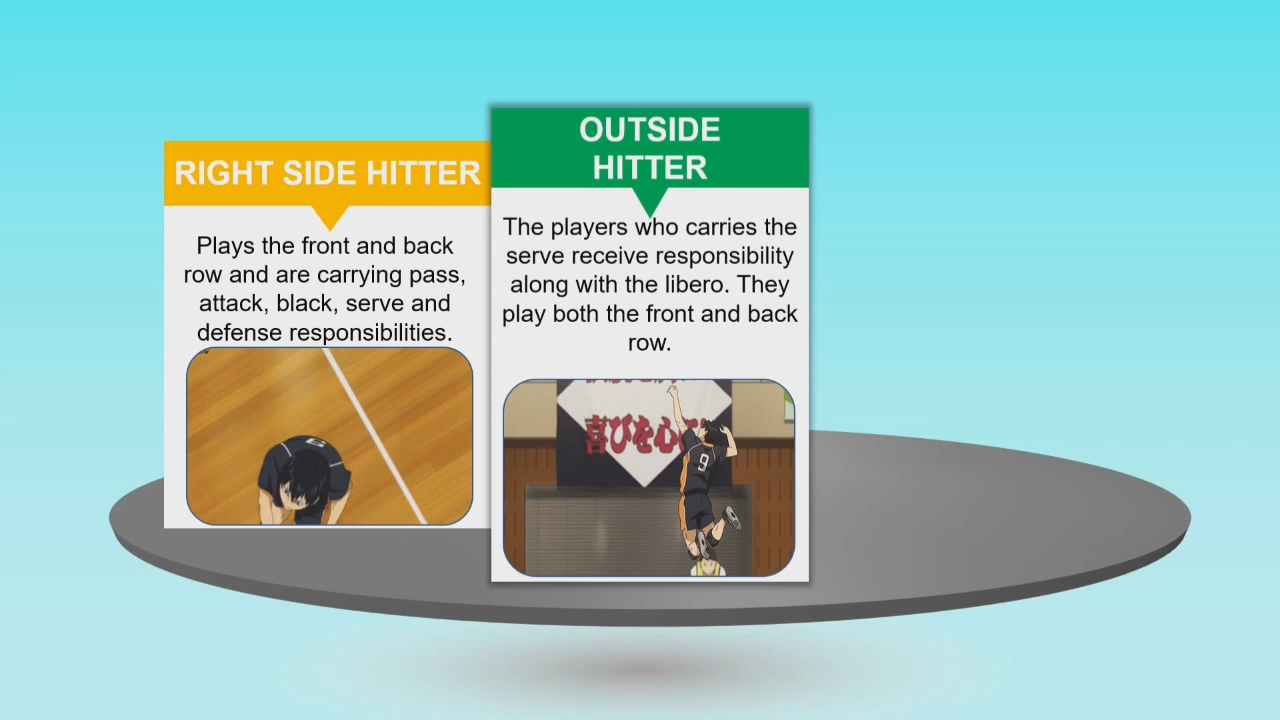 RIGHT SIDE HITTER
Plays the front and back
row and are carrying pass,
attack, black, serve and
defense responsibilities.
OUTSIDE
HITTER
The players who carries the
serve receive responsibility
along with the libero. They
play both the front and back
row.
喜びを心に
9